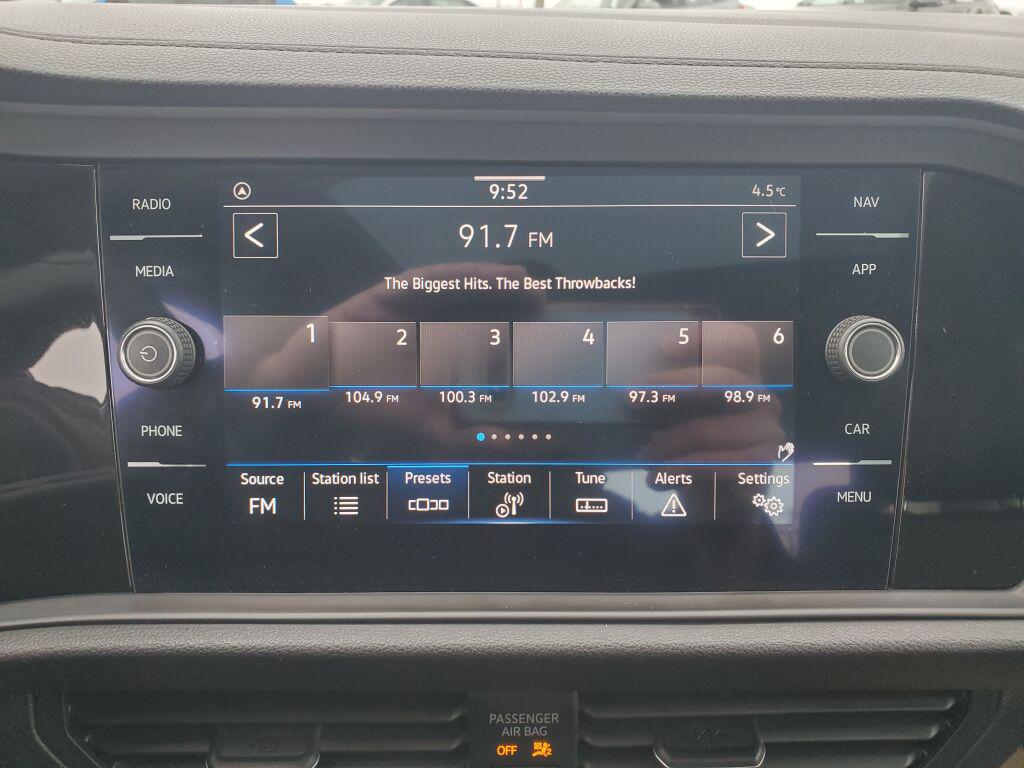 9:52
4.5°C
RADIO
NAV
91.7 FM
MEDIA
APP
The Biggest Hits. The Best Throwbacks!
1 2 3 4 5 6
91.7 FM 104.9 FM 100.3 FM 102.9 FM 97.3 FM 98.9 FM
PHONE
CAR
Source Station list Presets Station Tune Alerts Settings
FM
VOICE
MENU
PASSENGER
AIR BAG
OFF